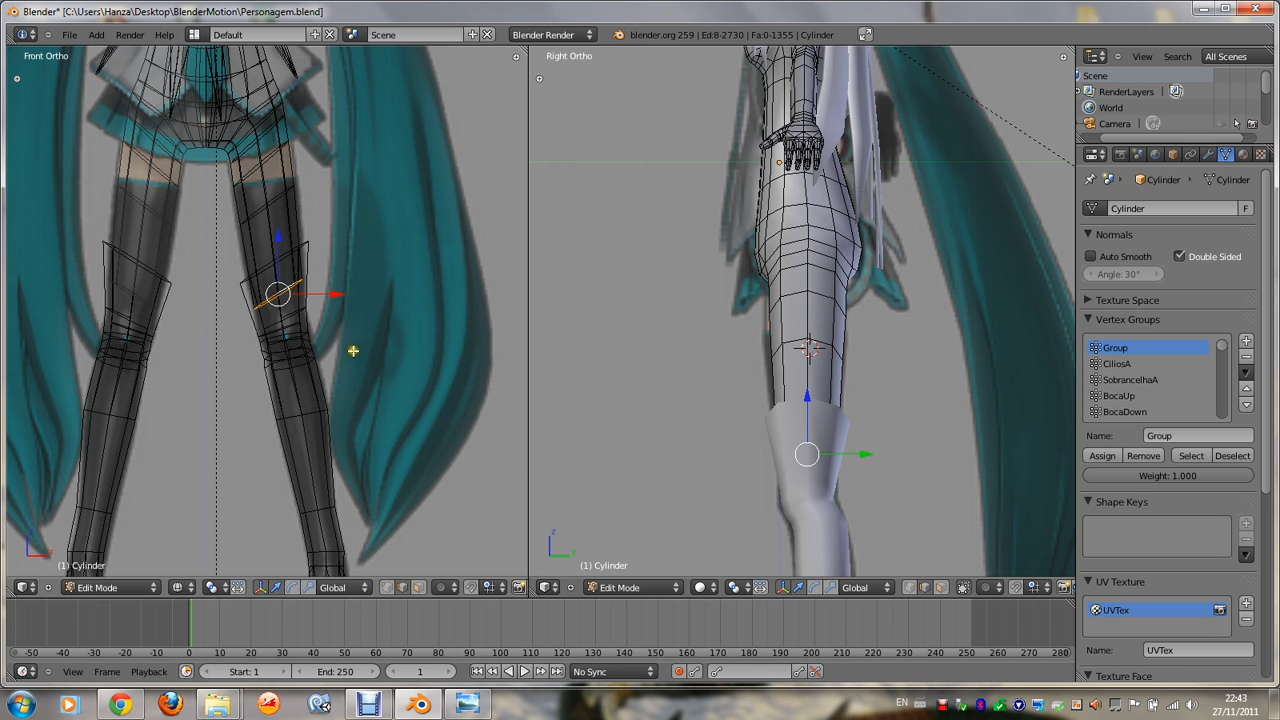 Blender* [C:\Users\Hanza\Desktop\BlenderMotion\Personagem.blend]
File Add Render Help Default Scene Blender Render blender.org 259 | Ed:8-2730 | Fa:0-1355 | Cylinder
Front Ortho
Right Ortho
View Search All Scenes
Scene
RenderLayers
World
Camera
Cylinder Cylinder
Cylinder F
Normals
Auto Smooth Double Sided
Angle: 30°
Texture Space
Vertex Groups
Group
CiliosA
SobrancelhaA
BocaUp
BocaDown
Name: Group
Assign Remove Select Deselect
Weight: 1.000
Shape Keys
UV Texture
UVTex
Name: UVTex
Texture Face
z
x
(1) Cylinder
z
y
(1) Cylinder
Edit Mode Global
Edit Mode Global
-50 -40 -30 -20 -10 0 10 20 30 40 50 60 70 80 90 100 110 120 130 140 150 160 170 180 190 200 210 220 230 240 250 260 270 280
View Frame Playback Start: 1 End: 250 1 No Sync
EN
22:43
27/11/2011